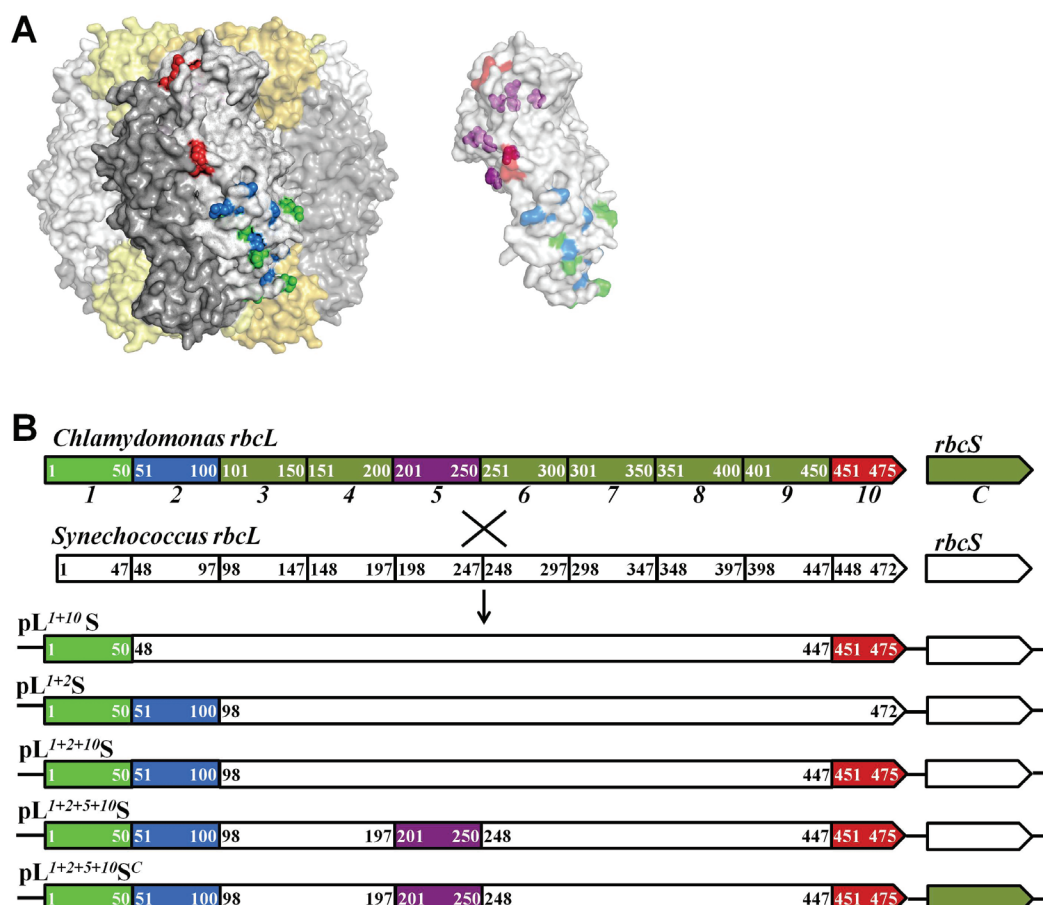 A
B
Chlamydomonas rbcL
rbcS
1 50 51 100 101 150 151 200 201 250 251 300 301 350 351 400 401 450 451 475
1 2 3 4 5 6 7 8 9 10 C
Synechococcus rbcL
rbcS
1 47 48 97 98 147 148 197 198 247 248 297 298 347 348 397 398 447 448 472
pL1+10 S
1 50 48 447 451 475
pL1+2S
1 50 51 100 98 472
pL1+2+10S
1 50 51 100 98 447 451 475
pL1+2+5+10S
1 50 51 100 98 197 201 250 248 447 451 475
pL1+2+5+10SC
1 50 51 100 98 197 201 250 248 447 451 475